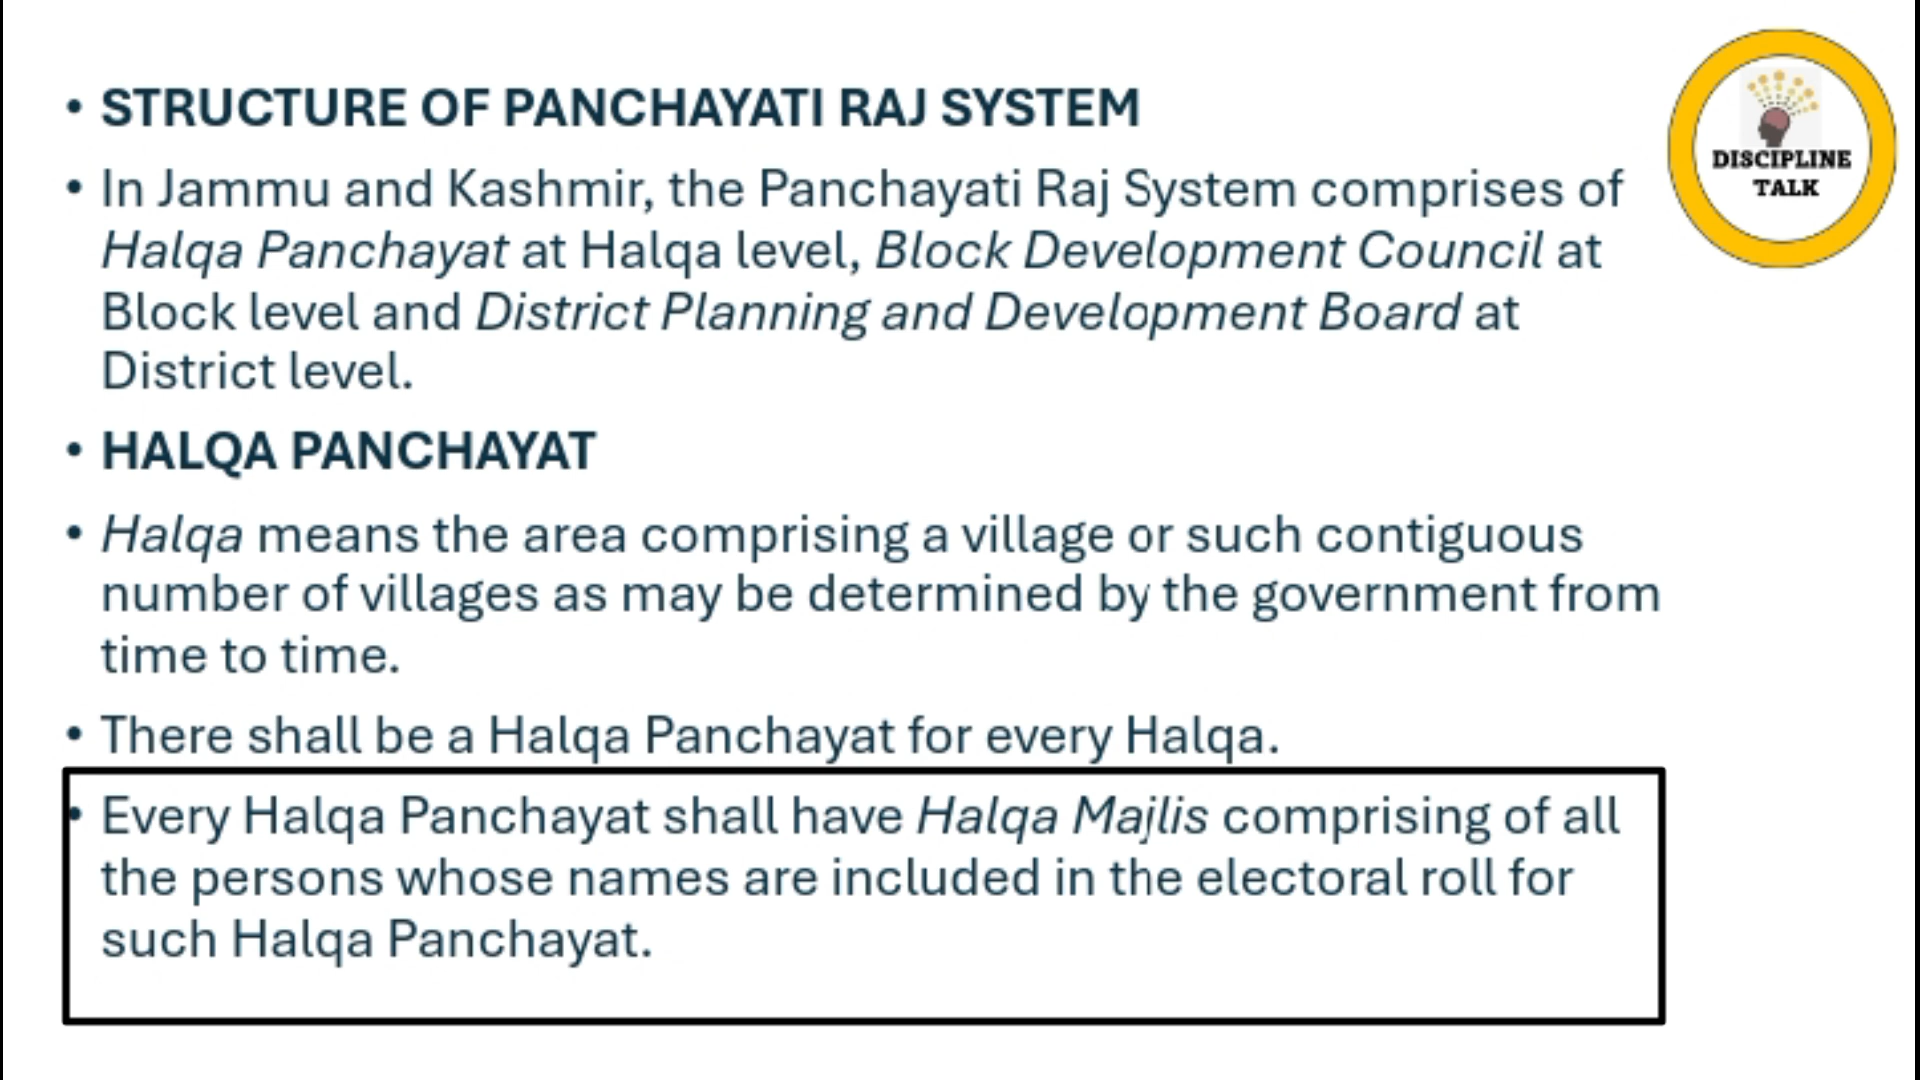 • STRUCTURE OF PANCHAYATI RAJ SYSTEM
• In Jammu and Kashmir, the Panchayati Raj System comprises of
Halqa Panchayat at Halqa level, Block Development Council at
Block level and District Planning and Development Board at
District level.
• HALQA PANCHAYAT
• Halqa means the area comprising a village or such contiguous
number of villages as may be determined by the government from
time to time.
• There shall be a Halqa Panchayat for every Halqa.
• Every Halqa Panchayat shall have Halqa Majlis comprising of all
the persons whose names are included in the electoral roll for
such Halqa Panchayat.
DISCIPLINE
TALK